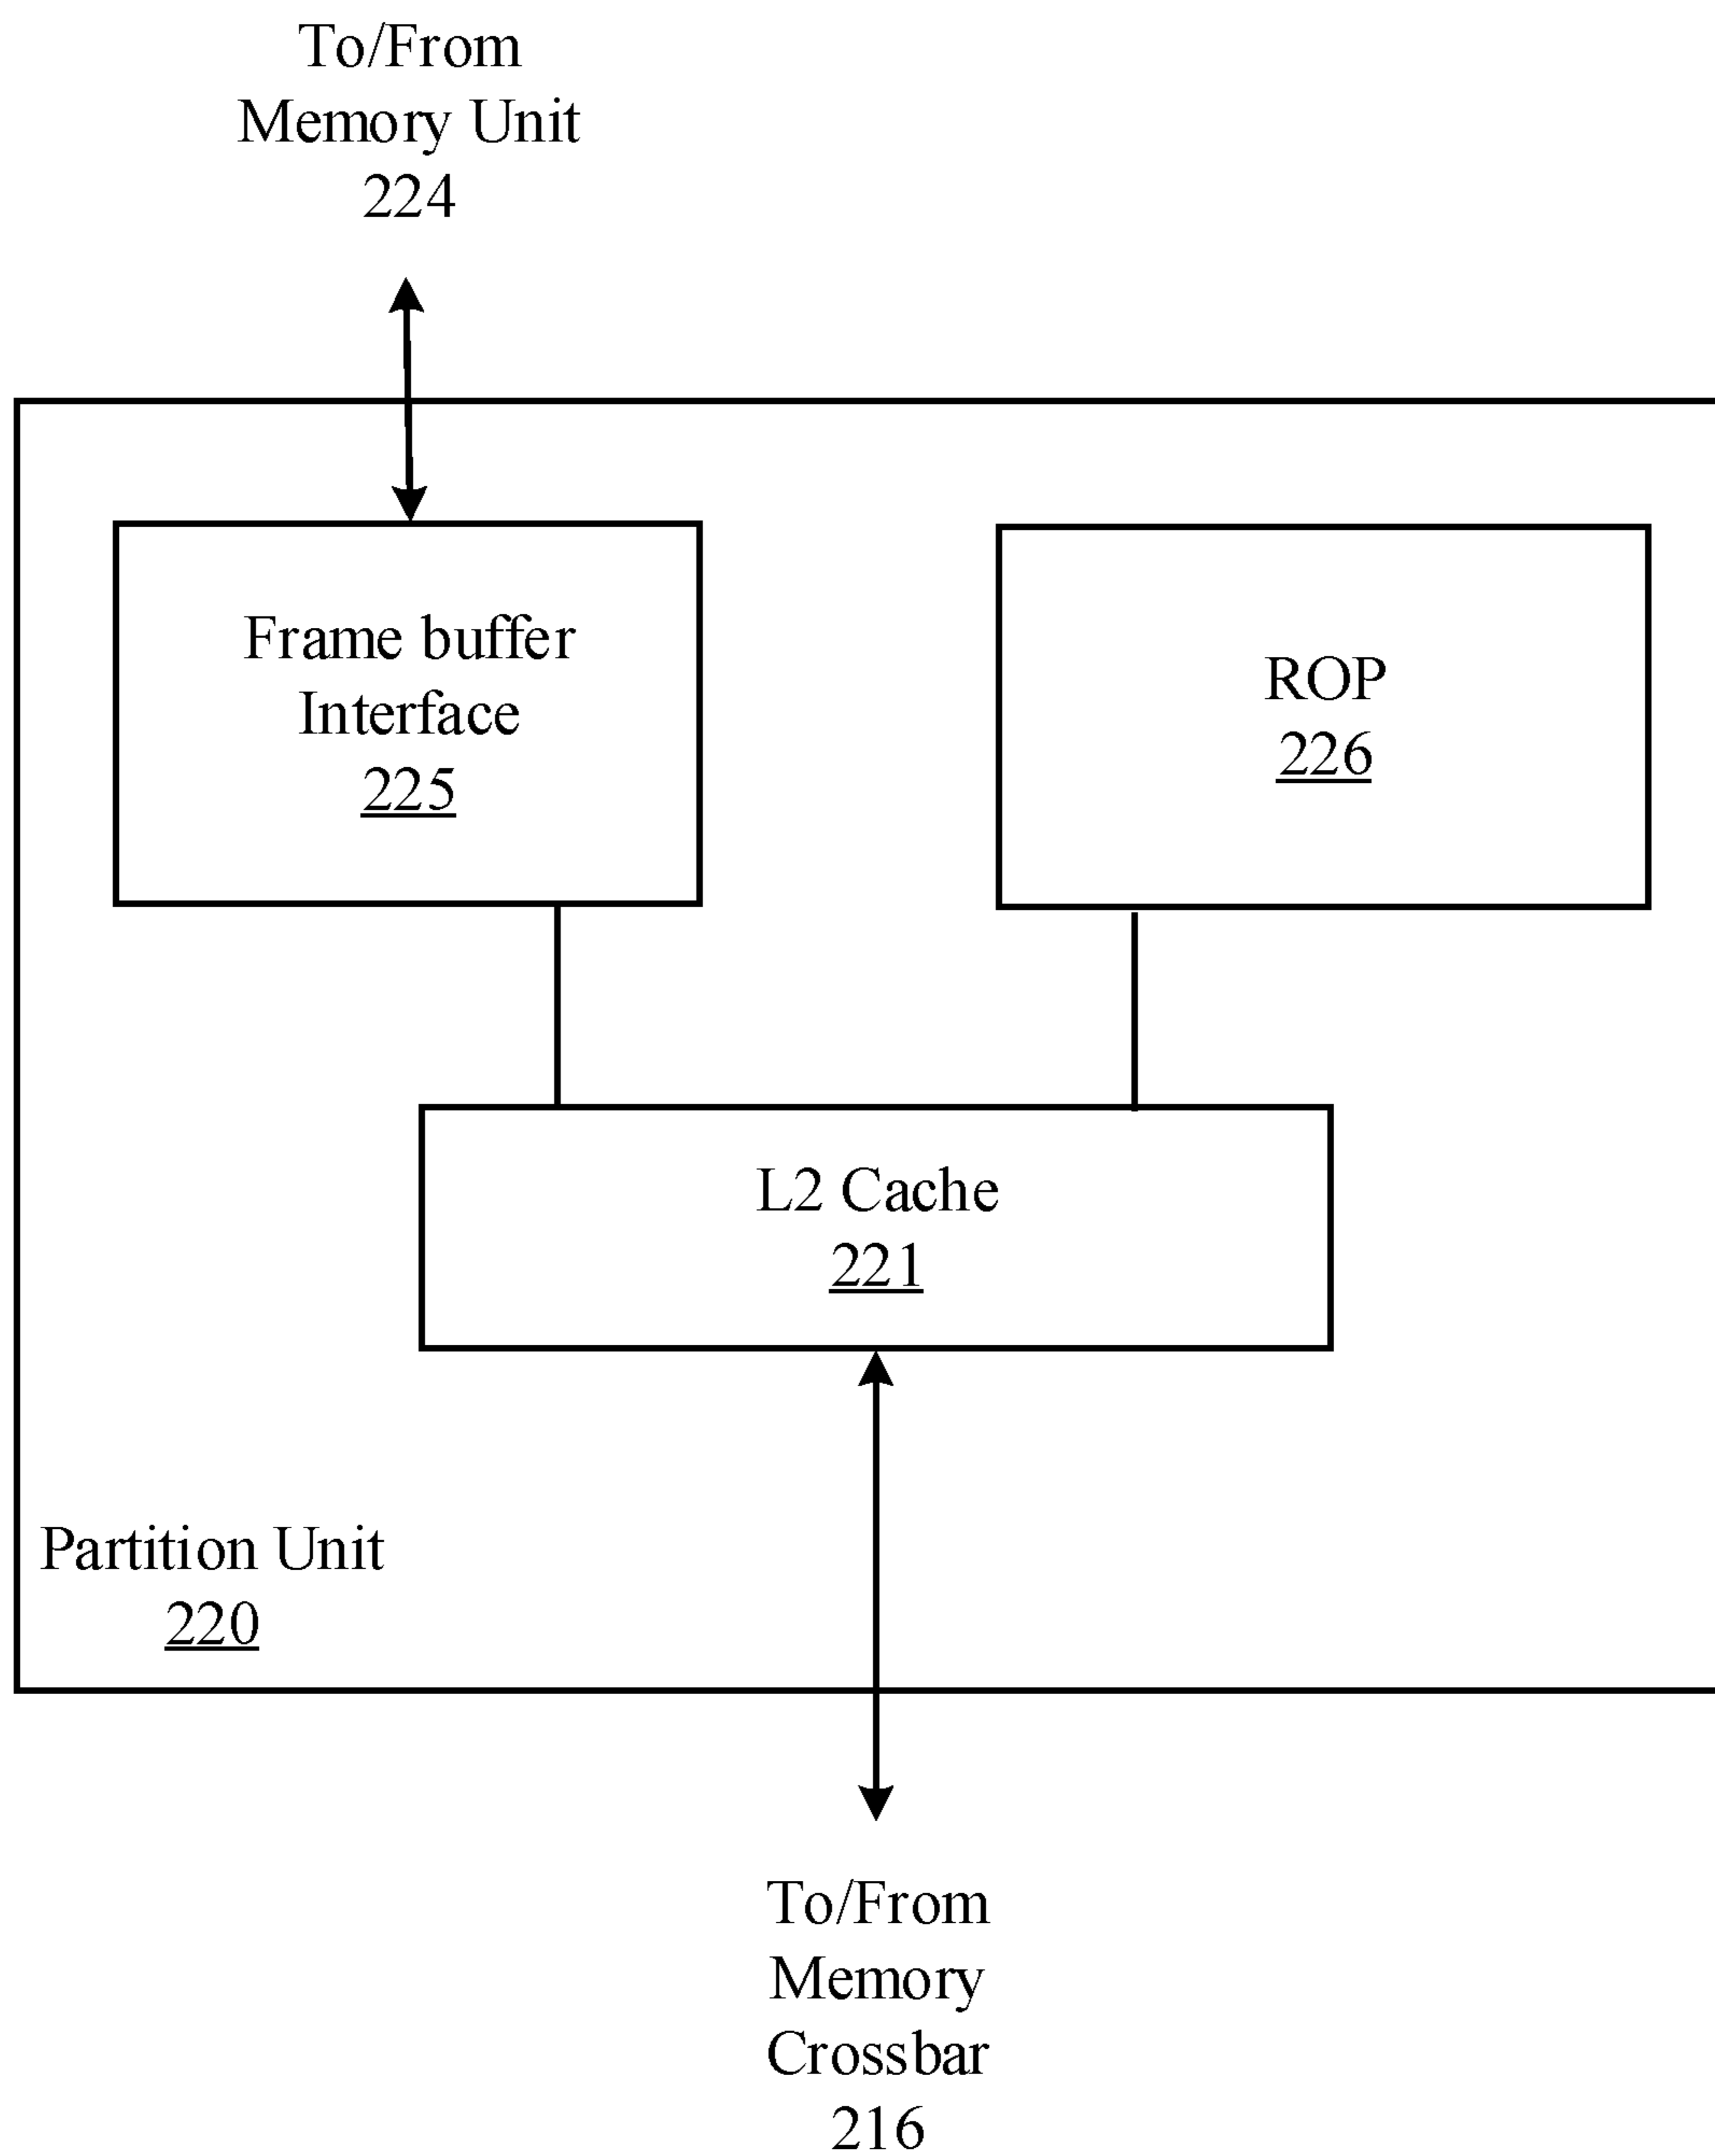 To/From
Memory Unit
224
Frame buffer
Interface
225
ROP
226
L2 Cache
221
Partition Unit
220
To/From
Memory
Crossbar
216